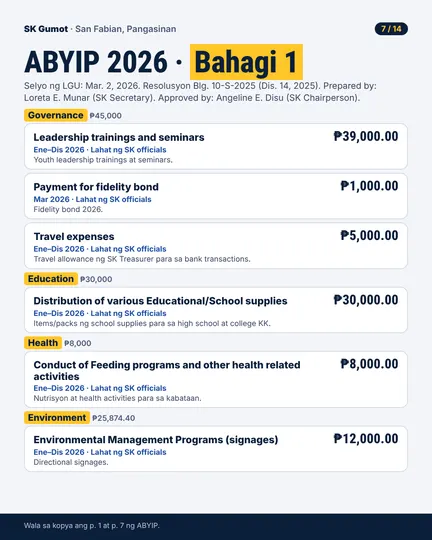 SK Gumot · San Fabian, Pangasinan
7 / 14
ABYIP 2026 · Bahagi 1
Selyo ng LGU: Mar. 2, 2026. Resolusyon Blg. 10-S-2025 (Dis. 14, 2025). Prepared by:
Loreta E. Munar (SK Secretary). Approved by: Angeline E. Disu (SK Chairperson).
Governance ₱45,000
Leadership trainings and seminars ₱39,000.00
Ene–Dis 2026 · Lahat ng SK officials
Youth leadership trainings at seminars.
Payment for fidelity bond ₱1,000.00
Mar 2026 · Lahat ng SK officials
Fidelity bond 2026.
Travel expenses ₱5,000.00
Ene–Dis 2026 · Lahat ng SK officials
Travel allowance ng SK Treasurer para sa bank transactions.
Education ₱30,000
Distribution of various Educational/School supplies ₱30,000.00
Ene–Dis 2026 · Lahat ng SK officials
Items/packs ng school supplies para sa high school at college KK.
Health ₱8,000
Conduct of Feeding programs and other health related ₱8,000.00
activities
Ene–Dis 2026 · Lahat ng SK officials
Nutrisyon at health activities para sa kabataan.
Environment ₱25,874.40
Environmental Management Programs (signages) ₱12,000.00
Ene–Dis 2026 · Lahat ng SK officials
Directional signages.
Wala sa kopya ang p. 1 at p. 7 ng ABYIP.